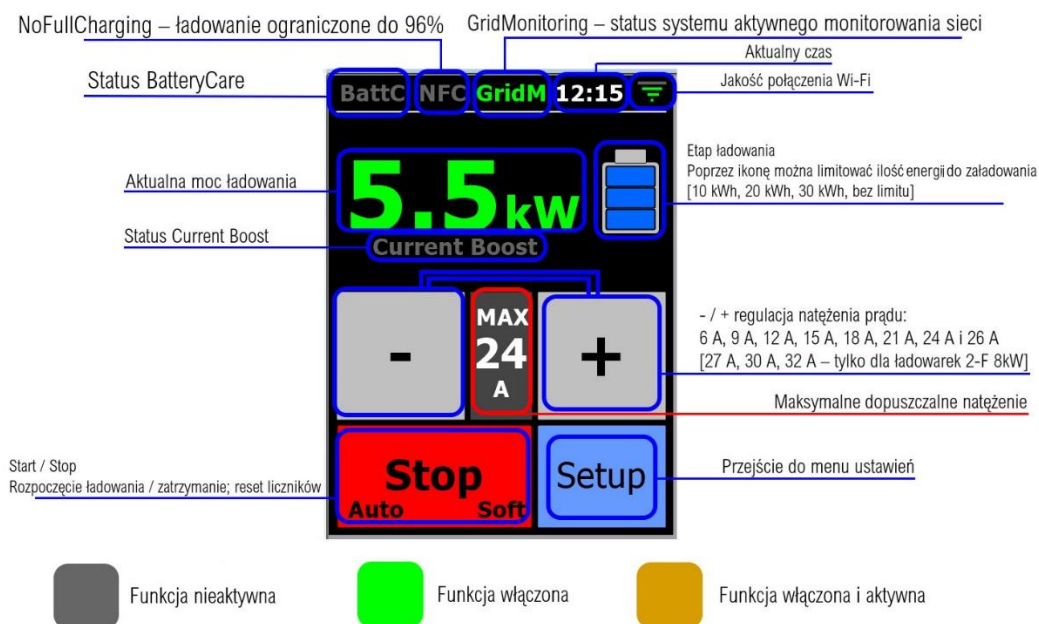 NoFullCharging – ładowanie ograniczone do 96%
GridMonitoring – status systemu aktywnego monitorowania sieci
Aktualny czas
Status BatteryCare
Jakość połączenia Wi-Fi
BattC NFC GridM 12:15
Etap ładowania
Poprzez ikonę można limitować ilość energii do załadowania
[10 kWh, 20 kWh, 30 kWh, bez limitu]
Aktualna moc ładowania
5.5 kW
Status Current Boost
Current Boost
- MAX 24 A +
- / + regulacja natężenia prądu:
6 A, 9 A, 12 A, 15 A, 18 A, 21 A, 24 A i 26 A
[27 A, 30 A, 32 A – tylko dla ładowarek 2-F 8kW]
Maksymalne dopuszczalne natężenie
Start / Stop
Rozpoczęcie ładowania / zatrzymanie; reset liczników
Stop
Auto Soft
Setup
Przejście do menu ustawień
Funkcja nieaktywna
Funkcja włączona
Funkcja włączona i aktywna